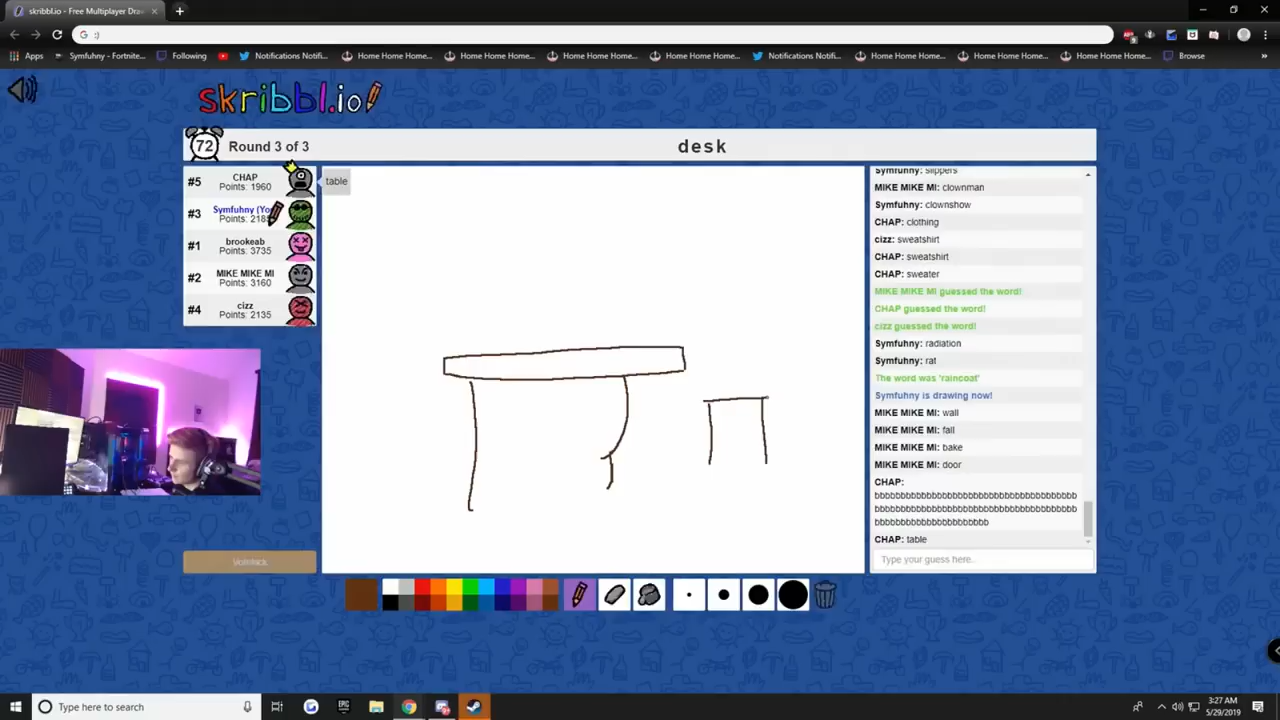 skribbl.io - Free Multiplayer Dra
:)
Apps
Symfuhny - Fortnite...
Following
Notifications Notifi...
Home Home Home...
Home Home Home...
Home Home Home...
Home Home Home...
Notifications Notifi...
Home Home Home...
Home Home Home...
Home Home Home...
Browse
skribbl.io
72
Round 3 of 3
desk
#5
CHAP
Points: 1960
table
#3
Symfuhny (Yo
Points: 218
#1
brookeab
Points: 3735
#2
MIKE MIKE MI
Points: 3160
#4
cizz
Points: 2135
Symfuhny: slippers
MIKE MIKE MI: clownman
Symfuhny: clownshow
CHAP: clothing
cizz: sweatshirt
CHAP: sweatshirt
CHAP: sweater
MIKE MIKE MI guessed the word!
CHAP guessed the word!
cizz guessed the word!
Symfuhny: radiation
Symfuhny: rat
The word was 'raincoat'
Symfuhny is drawing now!
MIKE MIKE MI: wall
MIKE MIKE MI: fall
MIKE MIKE MI: bake
MIKE MIKE MI: door
CHAP:
bbbbbbbbbbbbbbbbbbbbbbbbbbbbbbbbbbbbbbb
bbbbbbbbbbbbbbbbbbbbbbbbbbbbbbbbbbbbbbb
bbbbbbbbbbbbbbbbbbbbbb
CHAP: table
Type your guess here...
Votekick
Type here to search
EPIC
3:27 AM
5/29/2019